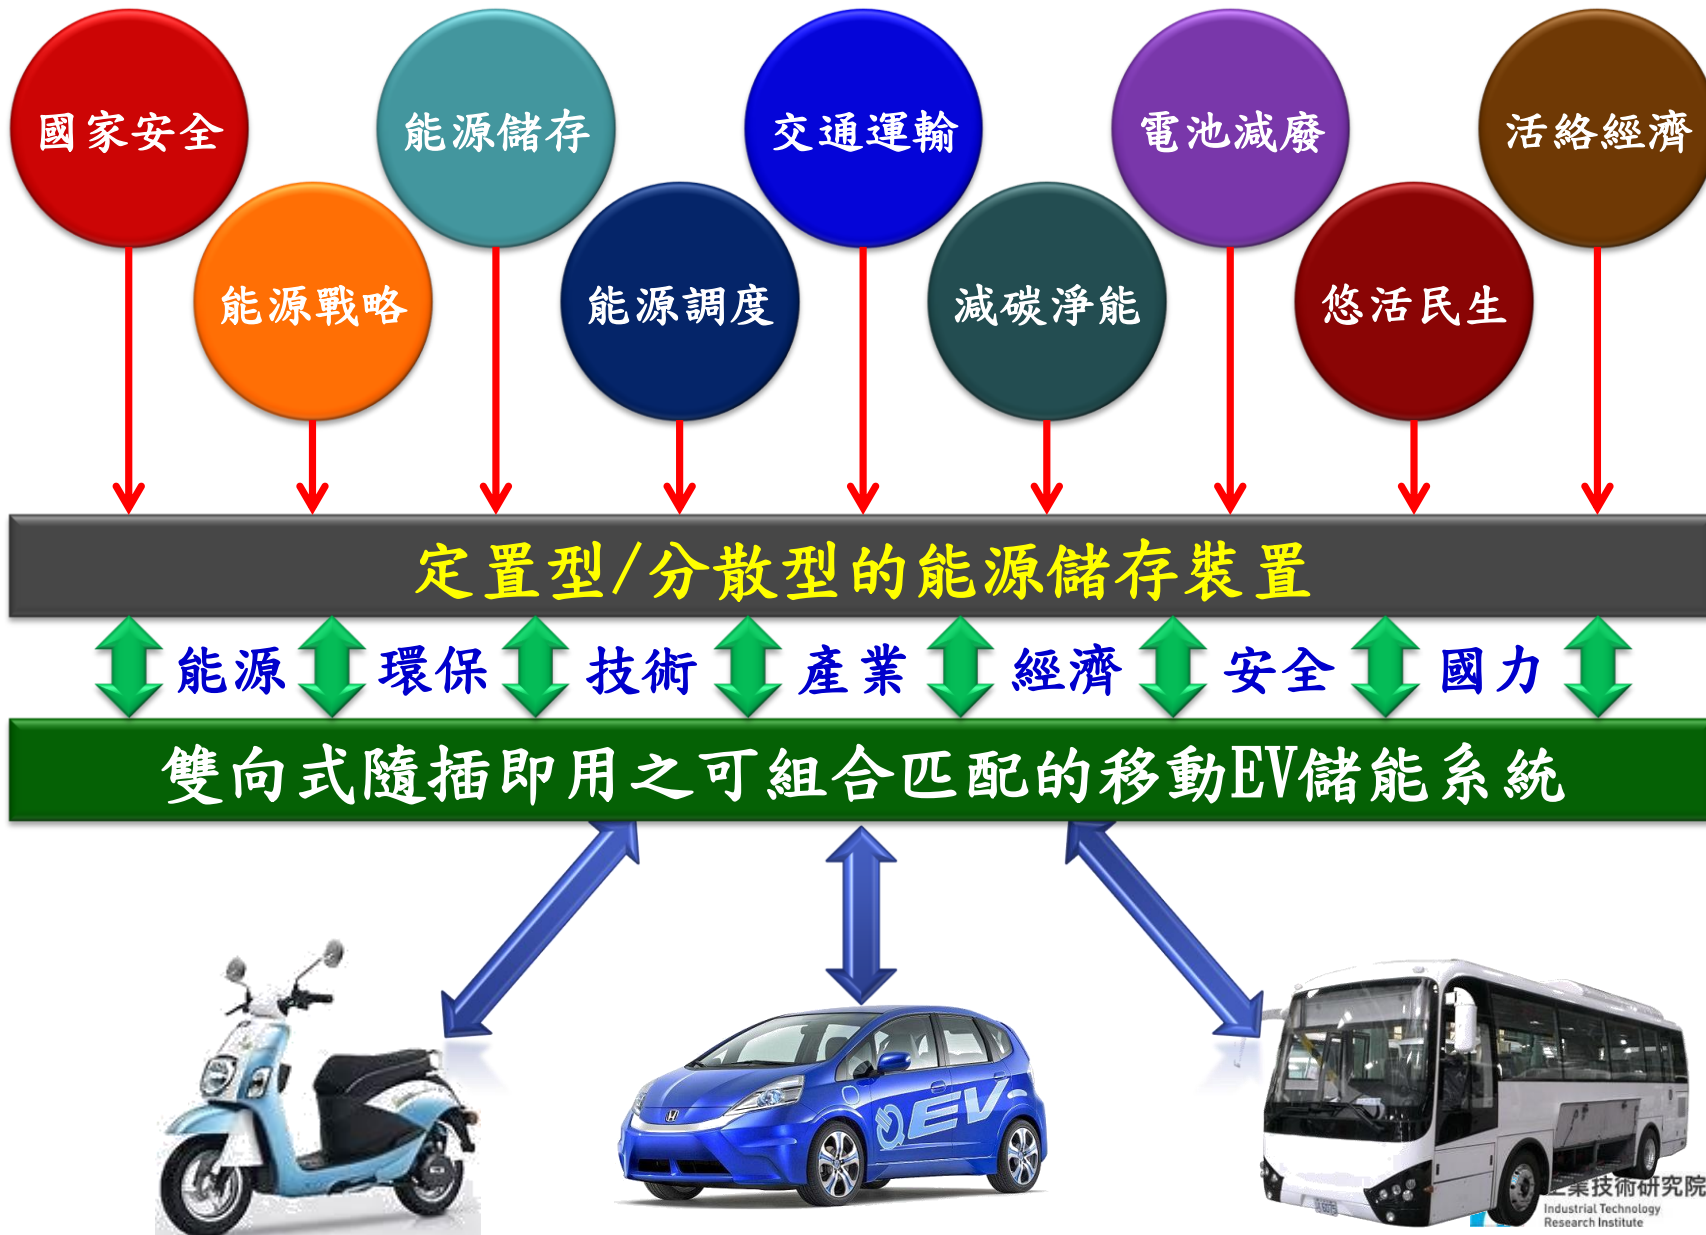 國家安全
能源儲存
交通運輸
電池減廢
活絡經濟
能源戰略
能源調度
減碳淨能
悠活民生
定置型/分散型的能源儲存裝置
能源 環保 技術 產業 經濟 安全 國力
雙向式隨插即用之可組合匹配的移動EV儲能系統
EV
工業技術研究院
Industrial Technology
Research Institute